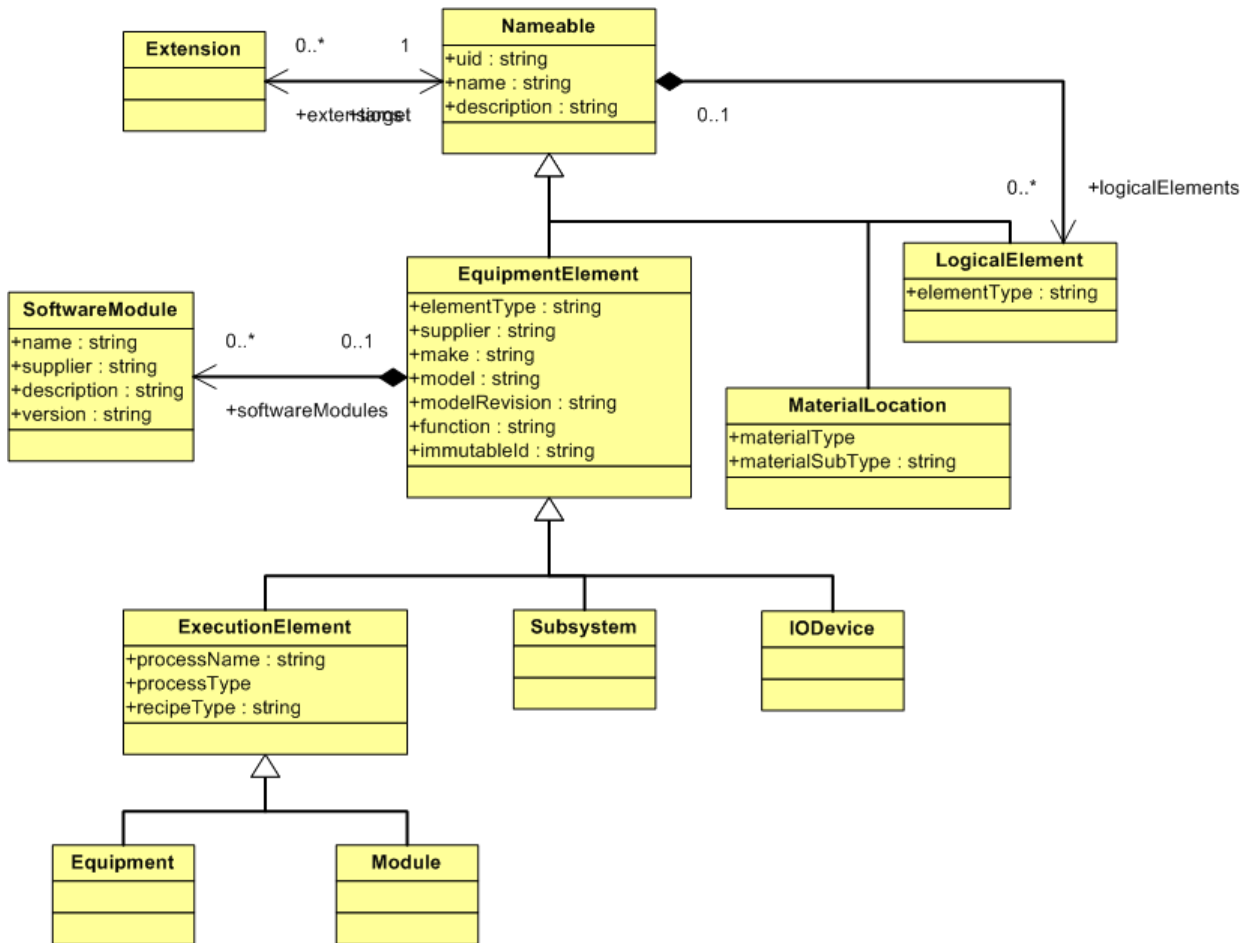 Nameable
+uid : string
+name : string
+description : string
Extension
0..*
1
+extensions
+target
0..1
0..*
+logicalElements
LogicalElement
+elementType : string
EquipmentElement
+elementType : string
+supplier : string
+make : string
+model : string
+modelRevision : string
+function : string
+immutableId : string
SoftwareModule
+name : string
+supplier : string
+description : string
+version : string
0..*
0..1
+softwareModules
MaterialLocation
+materialType
+materialSubType : string
ExecutionElement
+processName : string
+processType
+recipeType : string
Subsystem
IODevice
Equipment
Module